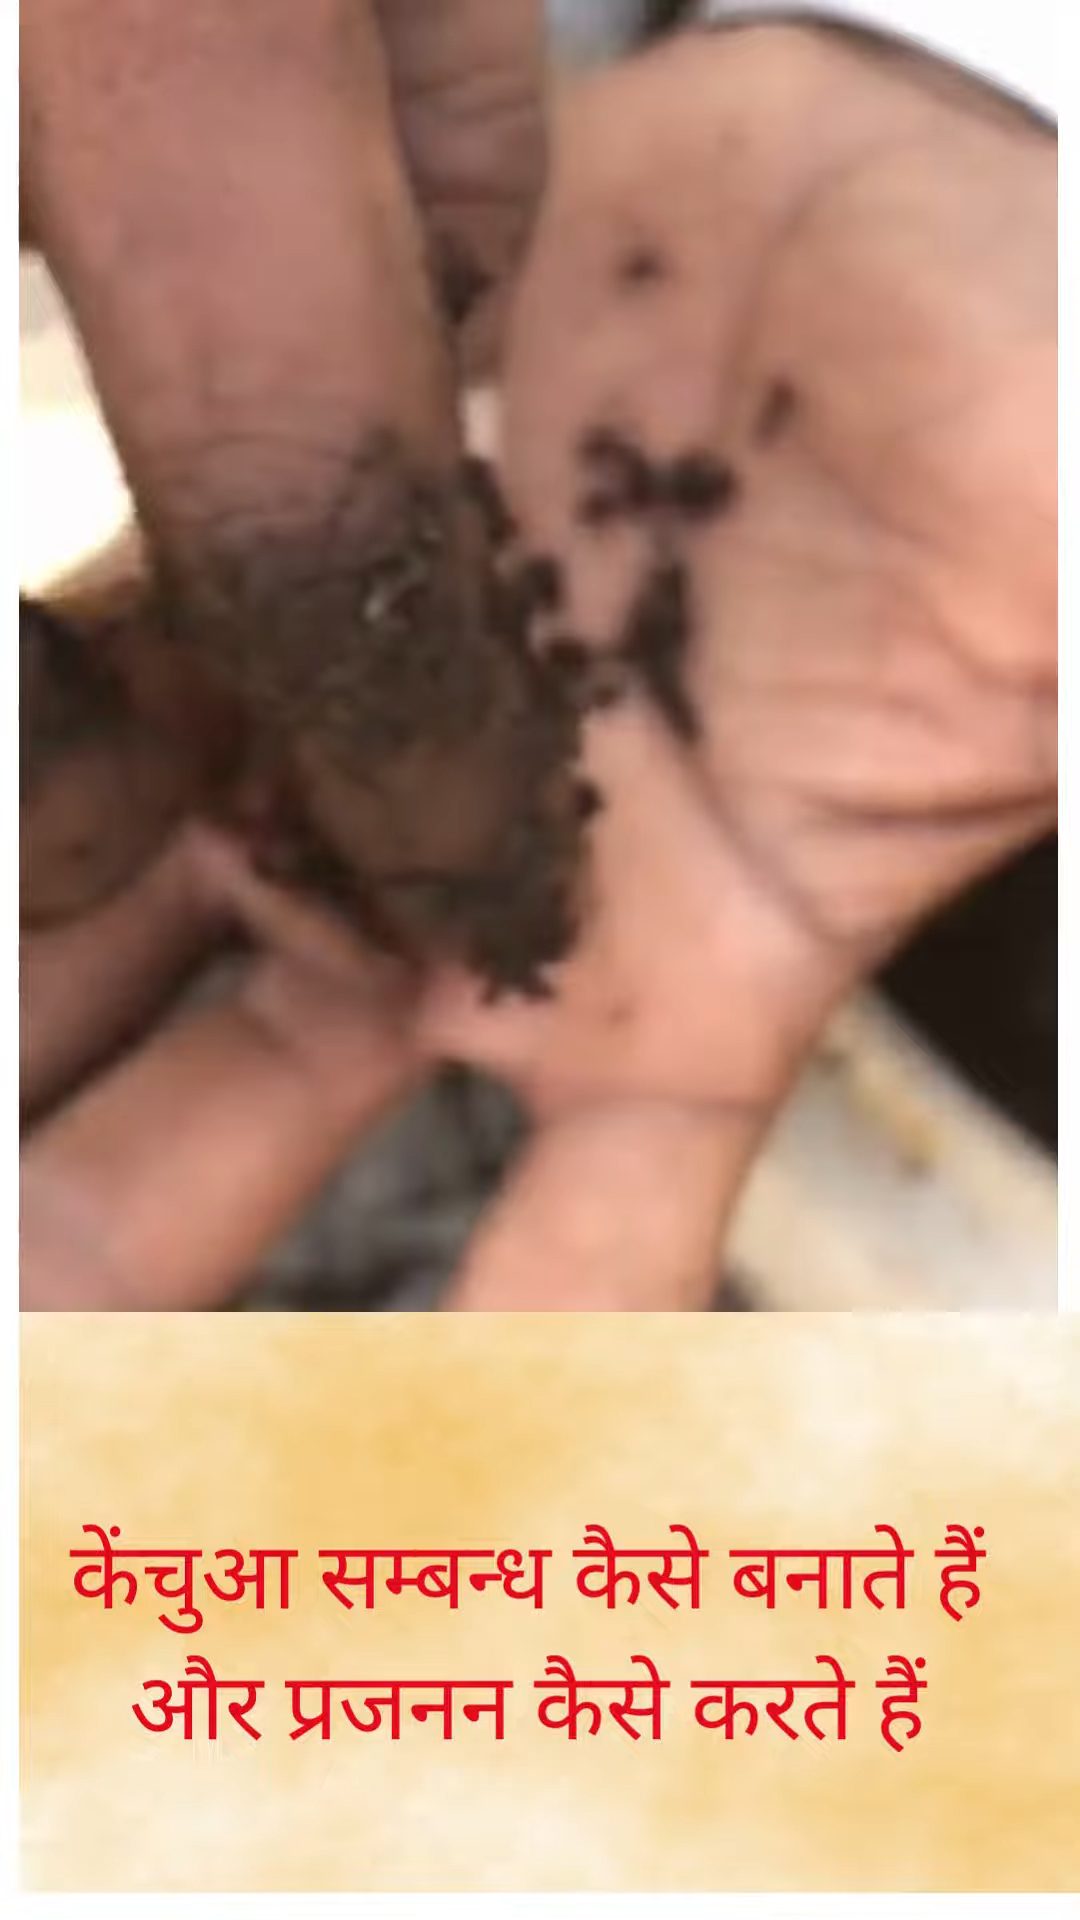 केंचुआ सम्बन्ध कैसे बनाते हैं
और प्रजनन कैसे करते हैं